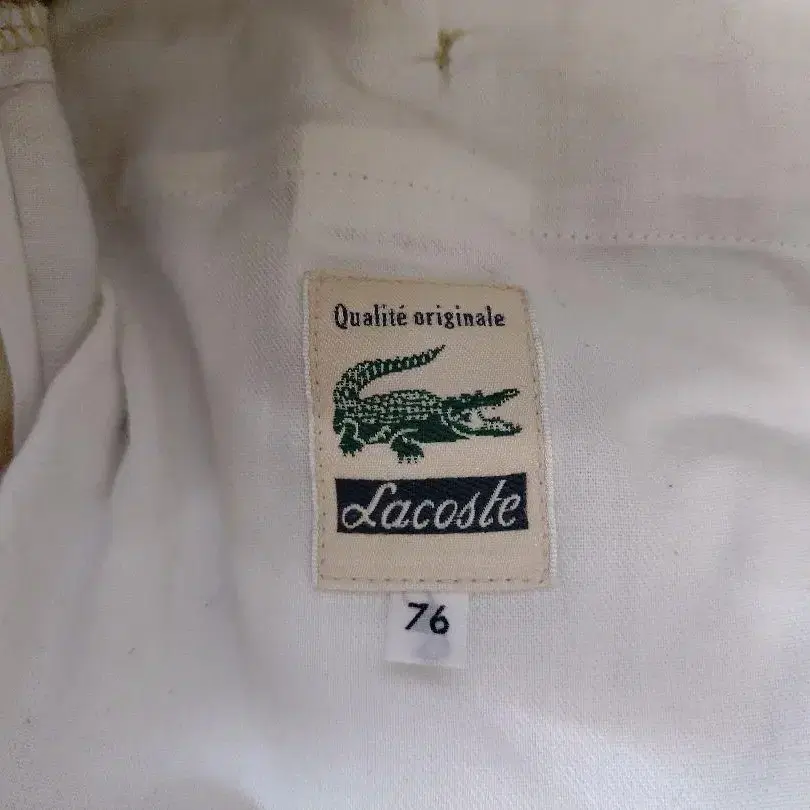 Qualité originale
Lacoste
76